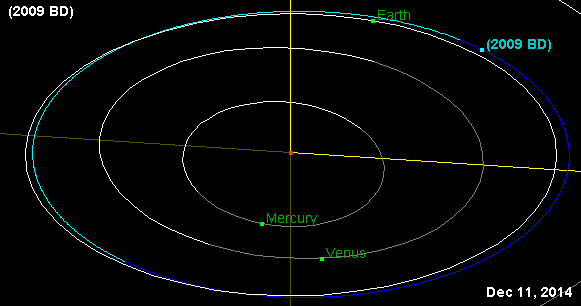 (2009 BD)
Earth
(2009 BD)
Mercury
Venus
Dec 11, 2014